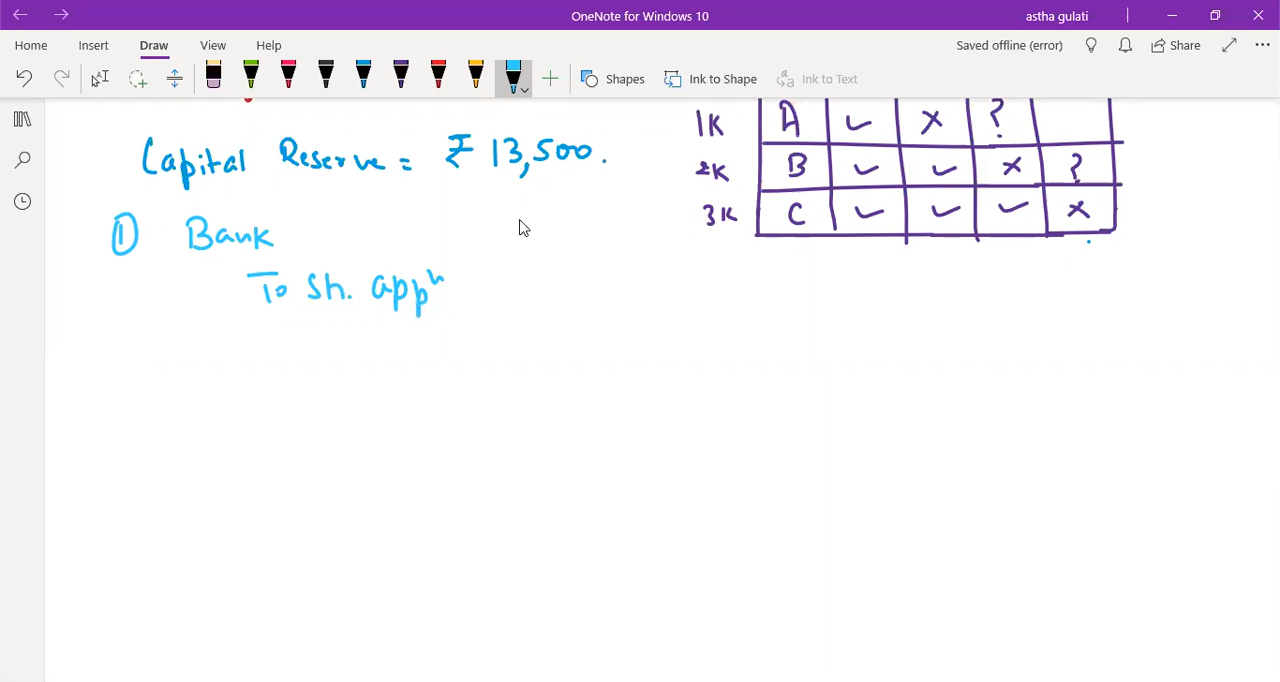 OneNote for Windows 10
astha gulati
Home Insert Draw View Help
Saved offline (error)
Share
Shapes
Ink to Shape
Ink to Text
Capital Reserve = ₹ 13,500.
① Bank
To Sh. appⁿ
1K A ✓ × ?
2K B ✓ ✓ × ?
3K C ✓ ✓ ✓ ×